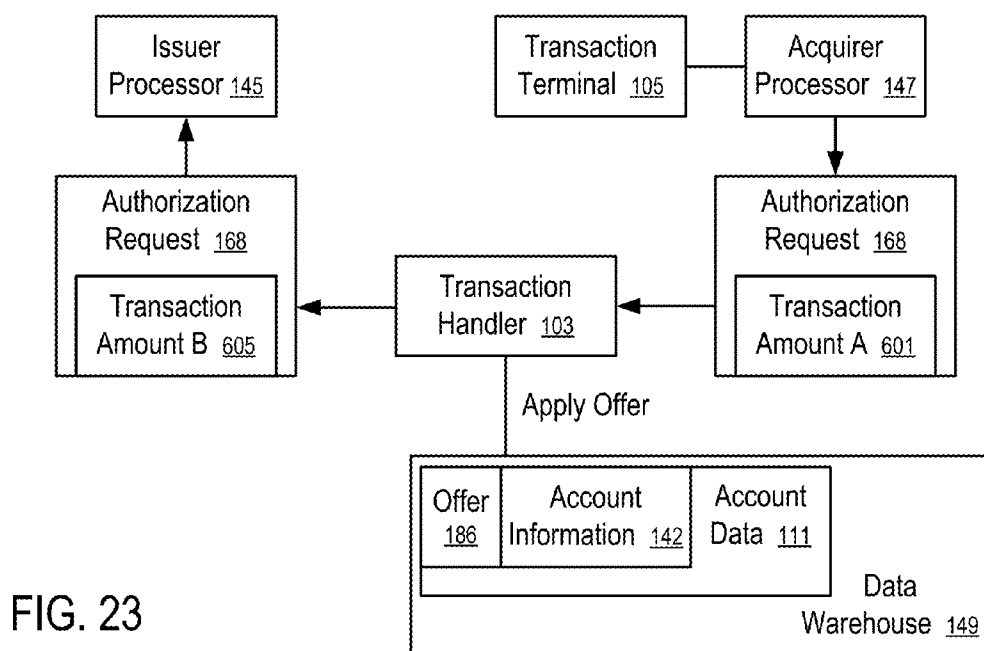 Issuer
Processor 145
Transaction
Terminal 105
Acquirer
Processor 147
Authorization
Request 168
Transaction
Amount B 605
Transaction
Handler 103
Authorization
Request 168
Transaction
Amount A 601
Apply Offer
Offer
186
Account
Information 142
Account
Data 111
Data
Warehouse 149
FIG. 23